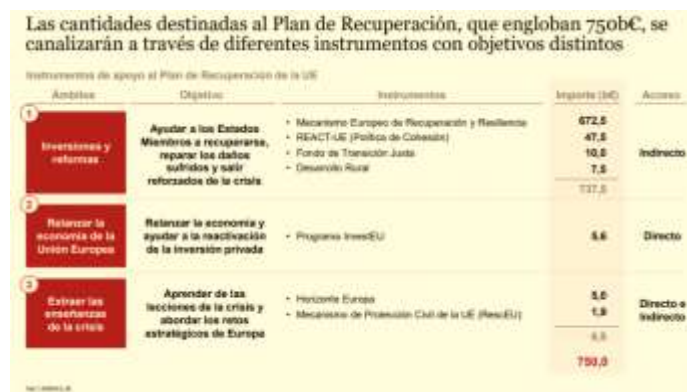 Las cantidades destinadas al Plan de Recuperación, que engloban 750b€, se
canalizarán a través de diferentes instrumentos con objetivos distintos
Instrumentos de apoyo al Plan de Recuperación de la UE
Ámbitos Objetivo Instrumentos Importe (b€) Acceso
1
Inversiones y
reformas
Ayudar a los Estados
Miembros a recuperarse,
reparar los daños
sufridos y salir
reforzados de la crisis
• Mecanismo Europeo de Recuperación y Resiliencia 672,5
• REACT-UE (Política de Cohesión) 47,5
• Fondo de Transición Justa 10,0
• Desarrollo Rural 7,5
737,5
Indirecto
2
Relanzar la
economía de la
Unión Europea
Relanzar la economía y
ayudar a la reactivación
de la inversión privada
• Programa InvestEU 5,6 Directo
3
Extraer las
enseñanzas
de la crisis
Aprender de las
lecciones de la crisis y
abordar los retos
estratégicos de Europa
• Horizonte Europa 5,0
• Mecanismo de Protección Civil de la UE (RescEU) 1,9
6,9
Directo e
Indirecto
750,0